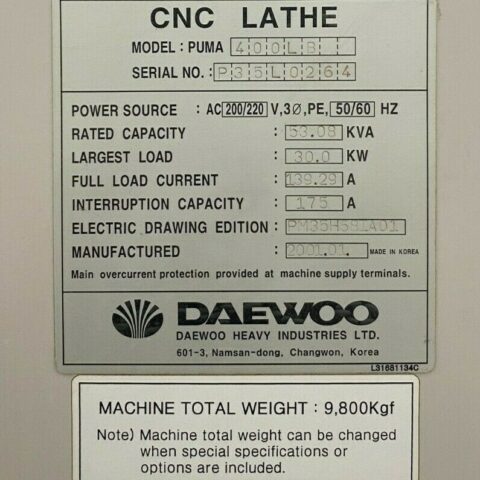 CNC LATHE
MODEL: PUMA 400LB
SERIAL NO.: P35L0264
POWER SOURCE : AC 200/220 V,3Ø,PE, 50/60 HZ
RATED CAPACITY : 53.08 KVA
LARGEST LOAD : 30.0 KW
FULL LOAD CURRENT : 139.29 A
INTERRUPTION CAPACITY : 175 A
ELECTRIC DRAWING EDITION : PM35H5SIA01
MANUFACTURED : 2001.01. MADE IN KOREA
Main overcurrent protection provided at machine supply terminals.
DAEWOO
DAEWOO HEAVY INDUSTRIES LTD.
601-3, Namsan-dong, Changwon, Korea
L31681134C
MACHINE TOTAL WEIGHT : 9,800Kgf
Note) Machine total weight can be changed
when special specifications or
options are included.